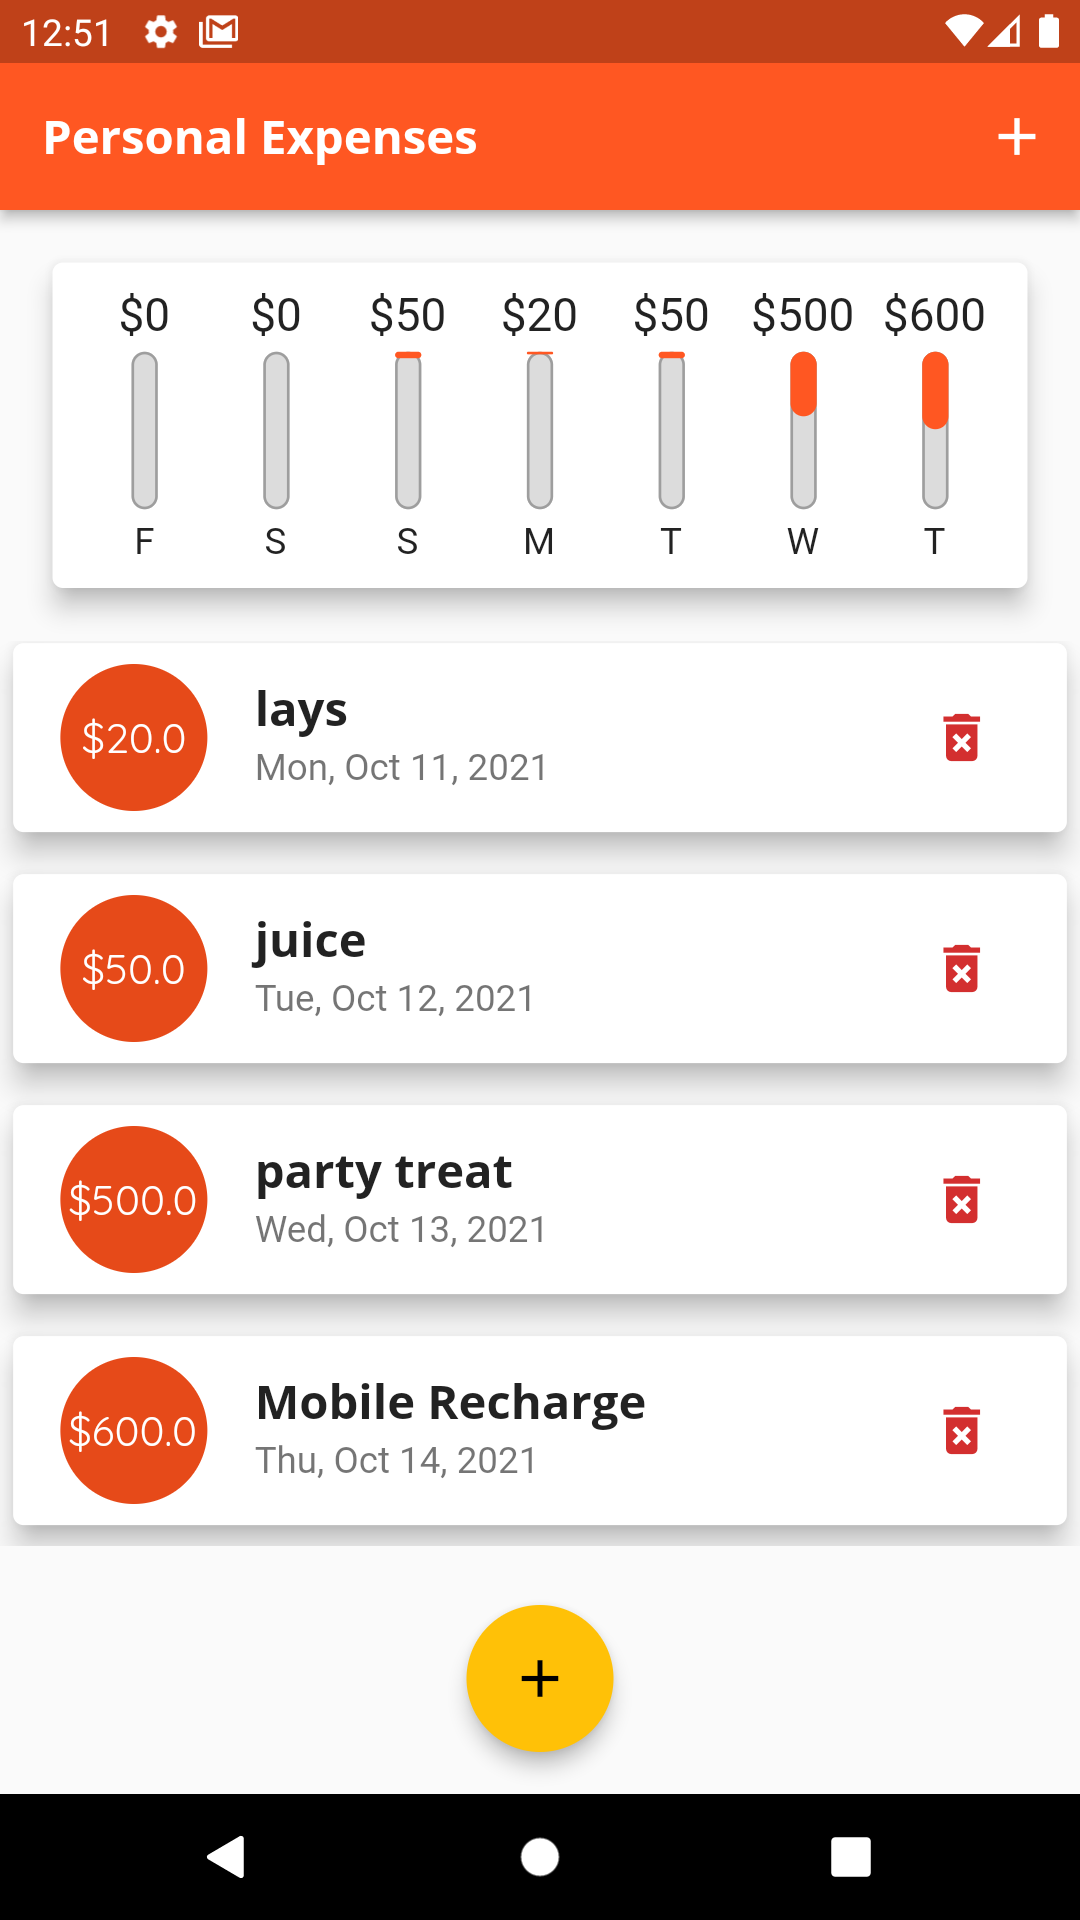 12:51
Personal Expenses
$0 $0 $50 $20 $50 $500 $600
F S S M T W T
$20.0
lays
Mon, Oct 11, 2021
$50.0
juice
Tue, Oct 12, 2021
$500.0
party treat
Wed, Oct 13, 2021
$600.0
Mobile Recharge
Thu, Oct 14, 2021